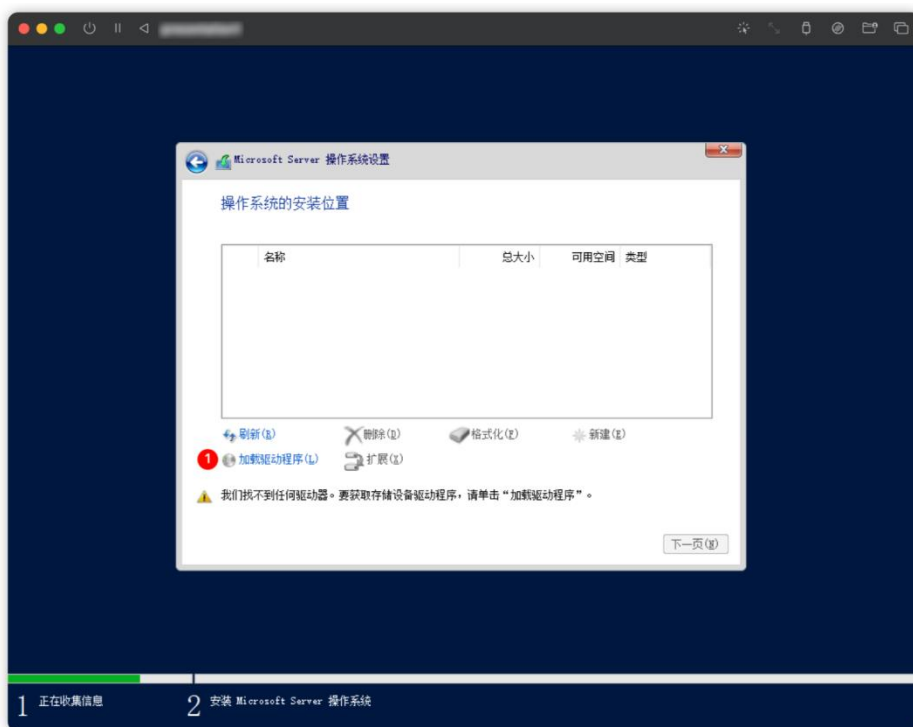 Microsoft Server 操作系统设置
操作系统的安装位置
名称 总大小 可用空间 类型
刷新(R) 删除(D) 格式化(F) 新建(E)
1 加载驱动程序(L) 扩展(X)
我们找不到任何驱动器。要获取存储设备驱动程序，请单击“加载驱动程序”。
下一页(N)
1 正在收集信息 2 安装 Microsoft Server 操作系统